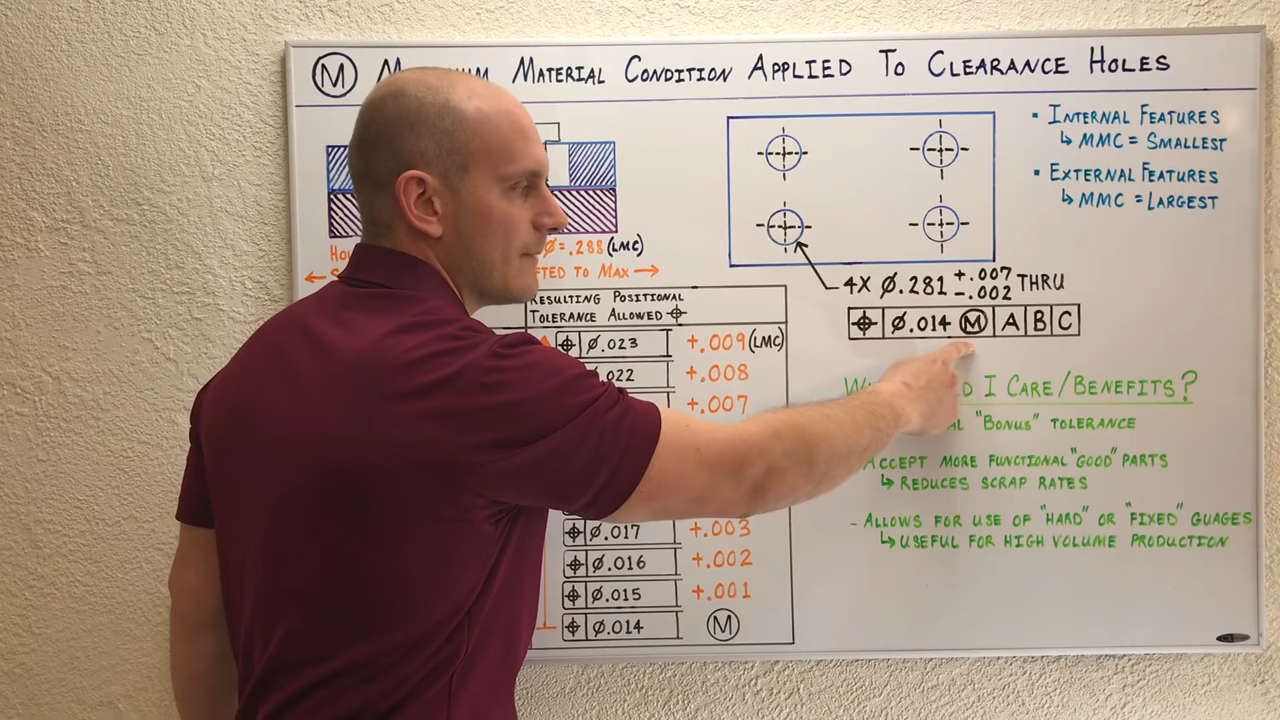 Ⓜ MATERIAL CONDITION APPLIED TO CLEARANCE HOLES
Ø=.288 (LMC)
TO MAX →
RESULTING POSITIONAL
TOLERANCE ALLOWED ⌖
⌖ Ø.023 +.009 (LMC)
.022 +.008
+.007
⌖ Ø.017 +.003
⌖ Ø.016 +.002
⌖ Ø.015 +.001
⌖ Ø.014 Ⓜ
4X Ø.281 +.007 -.002 THRU
⌖ Ø.014 Ⓜ A B C
▪ INTERNAL FEATURES
↳ MMC = SMALLEST
▪ EXTERNAL FEATURES
↳ MMC = LARGEST
I CARE/BENEFITS?
"BONUS" TOLERANCE
ACCEPT MORE FUNCTIONAL "GOOD" PARTS
↳ REDUCES SCRAP RATES
- ALLOWS FOR USE OF "HARD" OR "FIXED" GUAGES
↳ USEFUL FOR HIGH VOLUME PRODUCTION